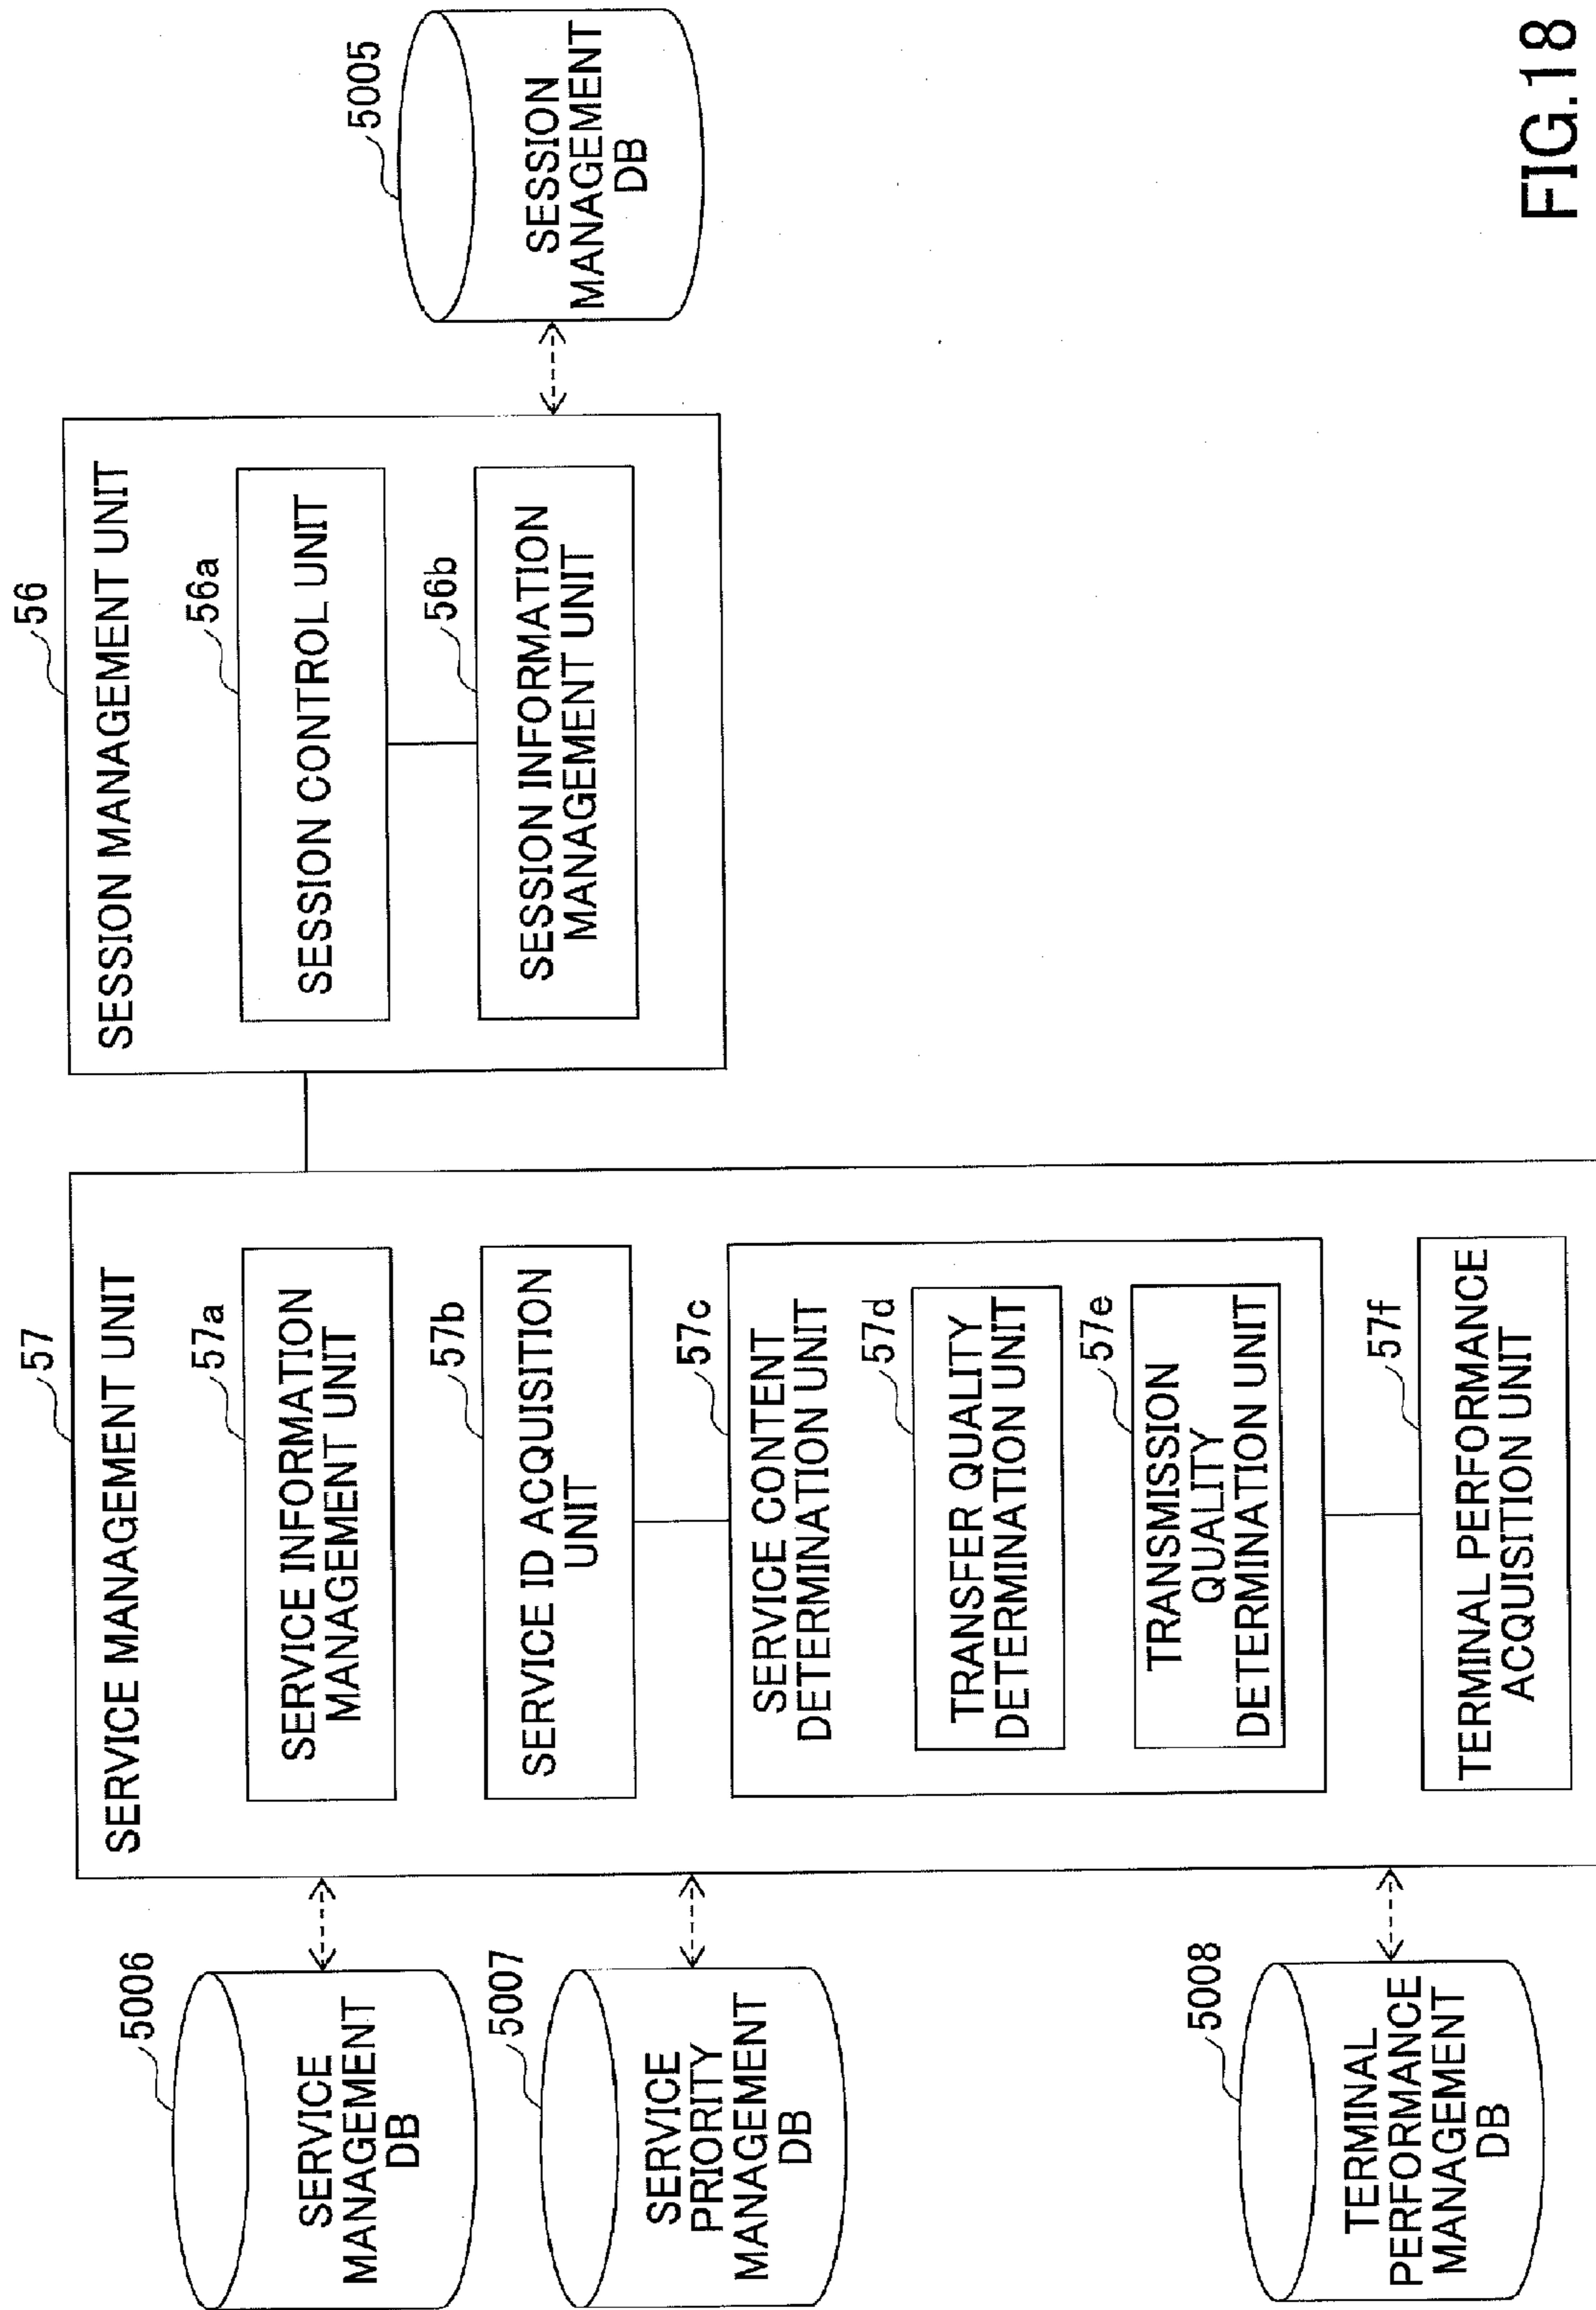 5006
SERVICE
MANAGEMENT
DB
5007
SERVICE
PRIORITY
MANAGEMENT
DB
5008
TERMINAL
PERFORMANCE
MANAGEMENT
DB
57
SERVICE MANAGEMENT UNIT
57a
SERVICE INFORMATION
MANAGEMENT UNIT
57b
SERVICE ID ACQUISITION
UNIT
57c
SERVICE CONTENT
DETERMINATION UNIT
57d
TRANSFER QUALITY
DETERMINATION UNIT
57e
TRANSMISSION
QUALITY
DETERMINATION UNIT
57f
TERMINAL PERFORMANCE
ACQUISITION UNIT
56
SESSION MANAGEMENT UNIT
56a
SESSION CONTROL UNIT
56b
SESSION INFORMATION
MANAGEMENT UNIT
5005
SESSION
MANAGEMENT
DB
FIG.18